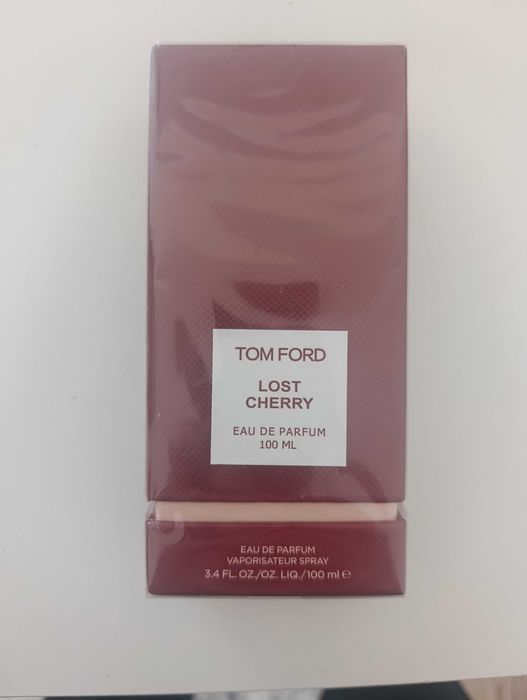 TOM FORD
LOST
CHERRY
EAU DE PARFUM
100 ML
EAU DE PARFUM
VAPORISATEUR SPRAY
3.4 FL. OZ./OZ. LIQ./100 ml ℮